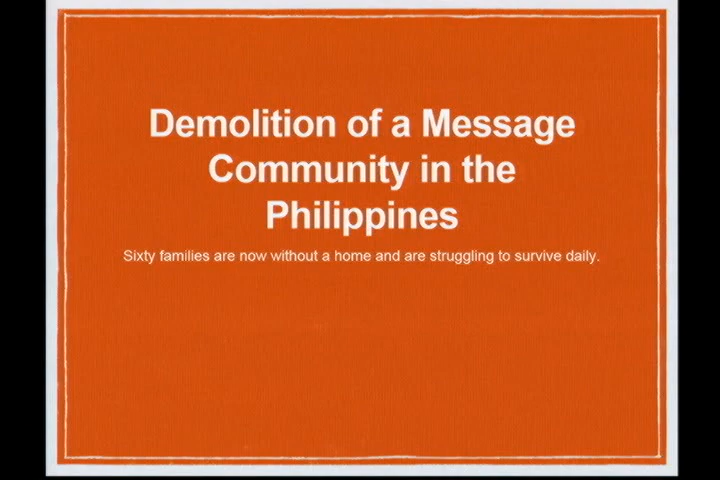 Demolition of a Message
Community in the
Philippines
Sixty families are now without a home and are struggling to survive daily.